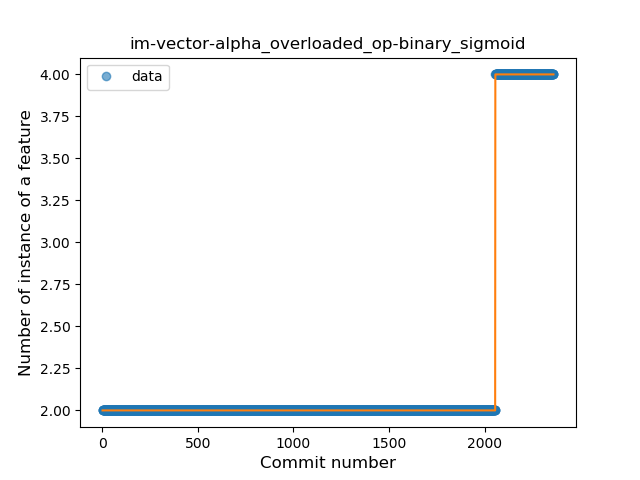 im-vector-alpha_overloaded_op-binary_sigmoid
data
Number of instance of a feature
4.00
3.75
3.50
3.25
3.00
2.75
2.50
2.25
2.00
0 500 1000 1500 2000
Commit number